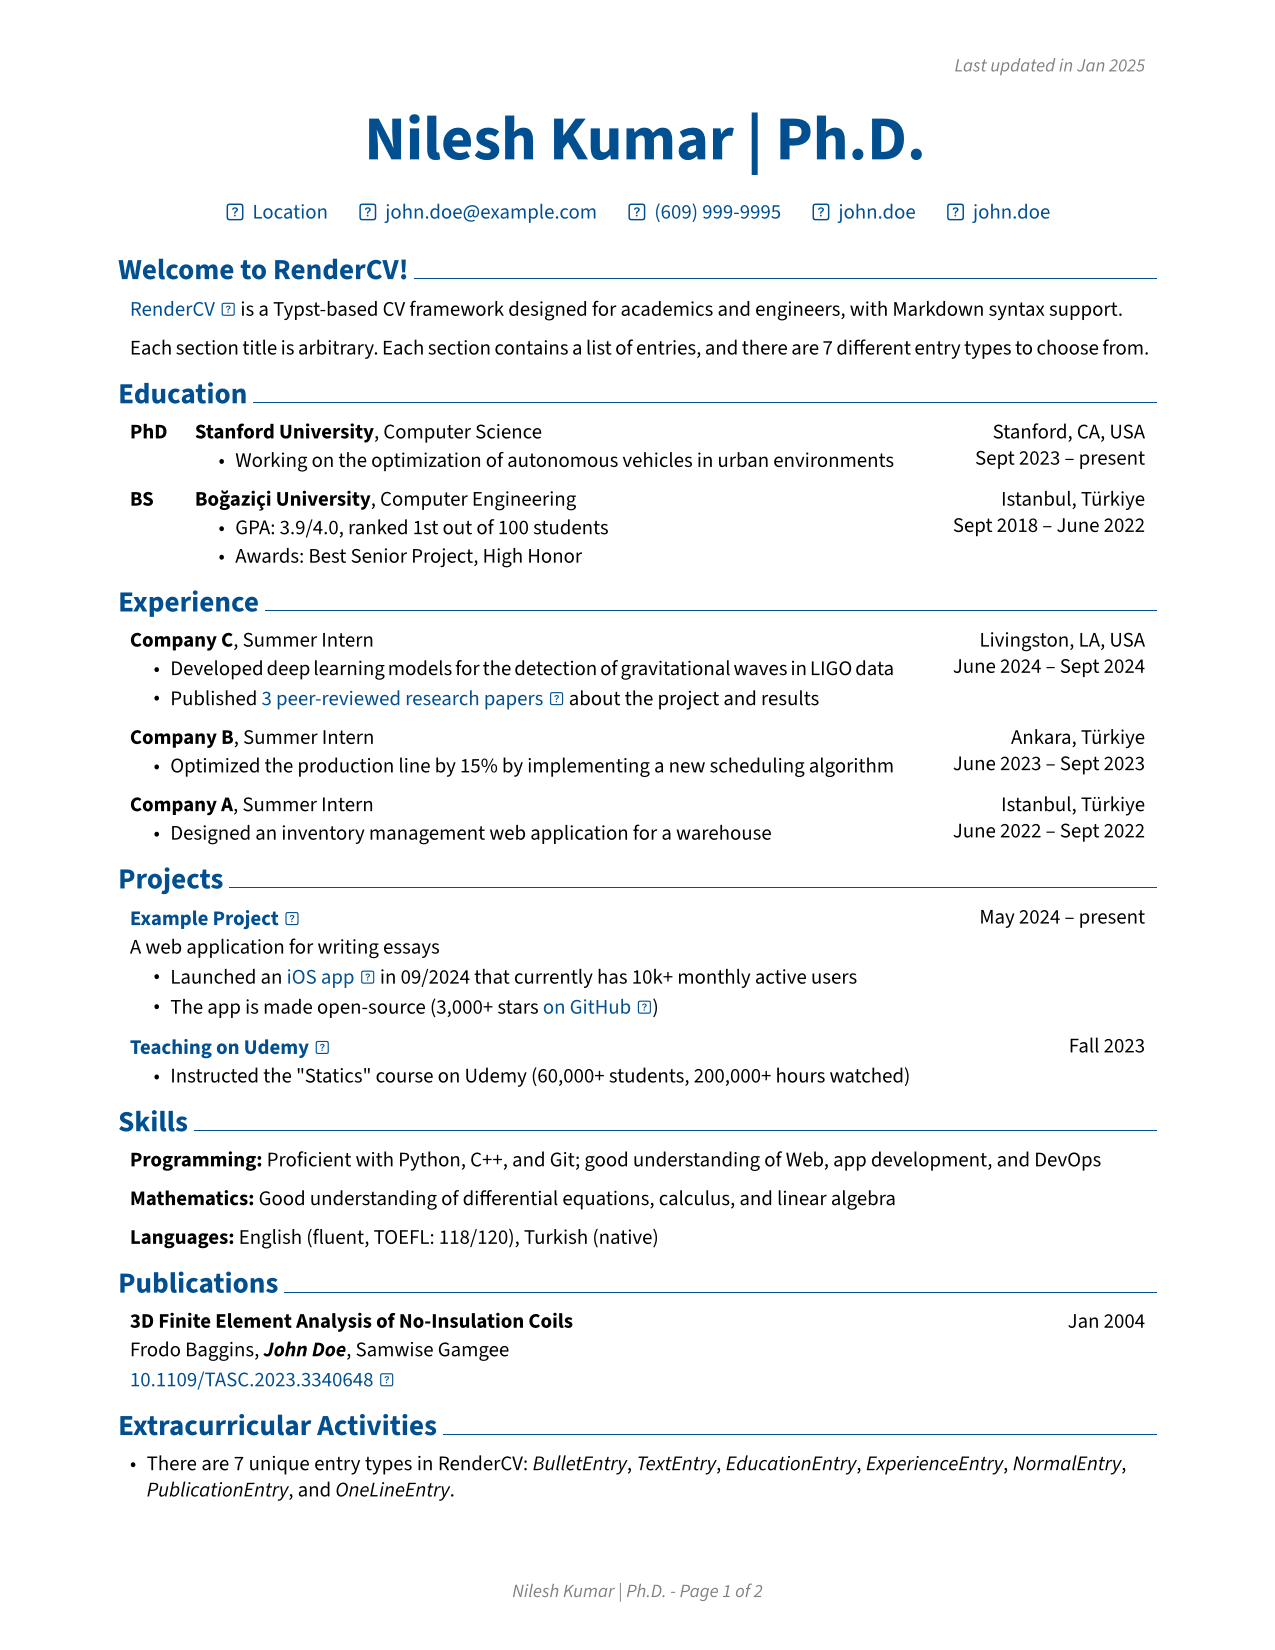 Last updated in Jan 2025
Nilesh Kumar | Ph.D.
Location john.doe@example.com (609) 999-9995 john.doe john.doe
Welcome to RenderCV!
RenderCV is a Typst-based CV framework designed for academics and engineers, with Markdown syntax support.
Each section title is arbitrary. Each section contains a list of entries, and there are 7 different entry types to choose from.
Education
PhD Stanford University, Computer Science Stanford, CA, USA
• Working on the optimization of autonomous vehicles in urban environments Sept 2023 – present
BS Boğaziçi University, Computer Engineering Istanbul, Türkiye
• GPA: 3.9/4.0, ranked 1st out of 100 students Sept 2018 – June 2022
• Awards: Best Senior Project, High Honor
Experience
Company C, Summer Intern Livingston, LA, USA
• Developed deep learning models for the detection of gravitational waves in LIGO data June 2024 – Sept 2024
• Published 3 peer-reviewed research papers about the project and results
Company B, Summer Intern Ankara, Türkiye
• Optimized the production line by 15% by implementing a new scheduling algorithm June 2023 – Sept 2023
Company A, Summer Intern Istanbul, Türkiye
• Designed an inventory management web application for a warehouse June 2022 – Sept 2022
Projects
Example Project May 2024 – present
A web application for writing essays
• Launched an iOS app in 09/2024 that currently has 10k+ monthly active users
• The app is made open-source (3,000+ stars on GitHub )
Teaching on Udemy Fall 2023
• Instructed the "Statics" course on Udemy (60,000+ students, 200,000+ hours watched)
Skills
Programming: Proficient with Python, C++, and Git; good understanding of Web, app development, and DevOps
Mathematics: Good understanding of differential equations, calculus, and linear algebra
Languages: English (fluent, TOEFL: 118/120), Turkish (native)
Publications
3D Finite Element Analysis of No-Insulation Coils Jan 2004
Frodo Baggins, John Doe, Samwise Gamgee
10.1109/TASC.2023.3340648
Extracurricular Activities
• There are 7 unique entry types in RenderCV: BulletEntry, TextEntry, EducationEntry, ExperienceEntry, NormalEntry,
PublicationEntry, and OneLineEntry.
Nilesh Kumar | Ph.D. - Page 1 of 2